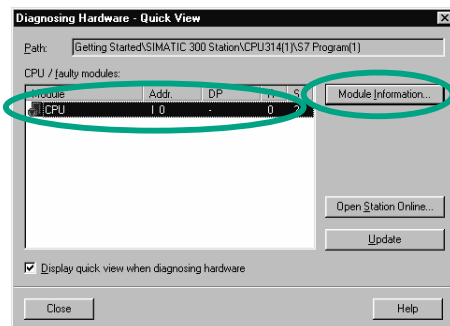 Diagnosing Hardware - Quick View
Path: Getting Started\SIMATIC 300 Station\CPU314(1)\S7 Program(1)
CPU / faulty modules:
Module Addr. DP R S
CPU I 0 - 0 2
Module Information...
Open Station Online...
Update
Display quick view when diagnosing hardware
Close Help